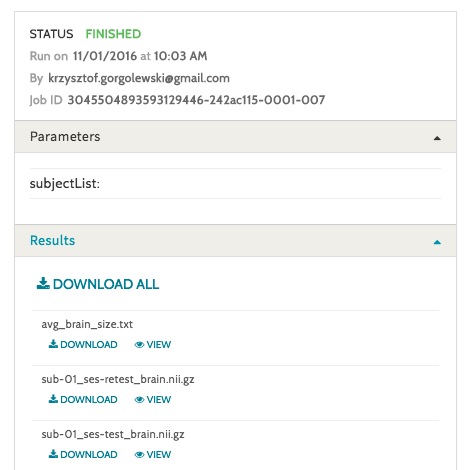 STATUS FINISHED
Run on 11/01/2016 at 10:03 AM
By krzysztof.gorgolewski@gmail.com
Job ID 3045504893593129446-242ac115-0001-007
Parameters
subjectList:
Results
DOWNLOAD ALL
avg_brain_size.txt
DOWNLOAD VIEW
sub-01_ses-retest_brain.nii.gz
DOWNLOAD VIEW
sub-01_ses-test_brain.nii.gz
DOWNLOAD VIEW